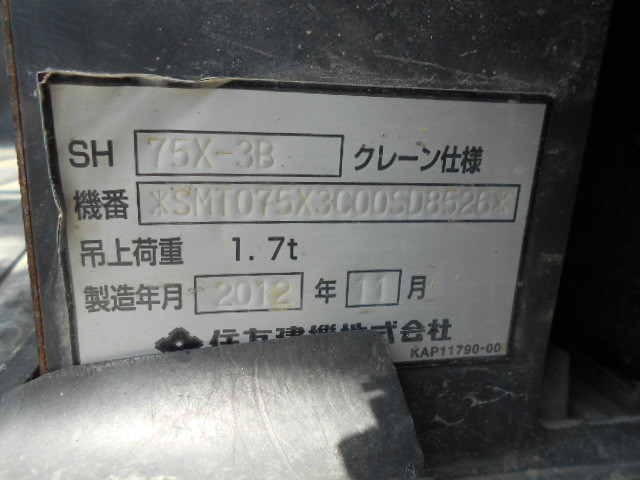 SH 75X-3B クレーン仕様
機番 *SMT075X3C00SD8526*
吊上荷重 1.7t
製造年月 2012 年 11 月
住友建機株式会社
KAP11790-00